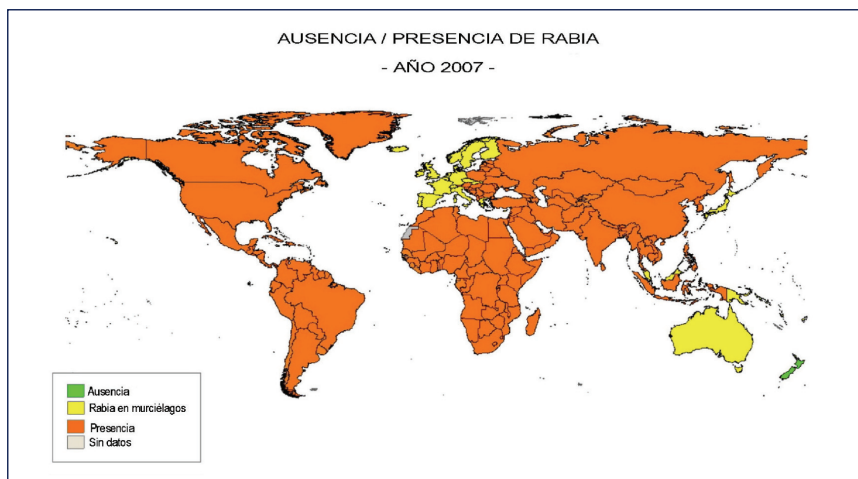 AUSENCIA / PRESENCIA DE RABIA
- AÑO 2007 -
Ausencia
Rabia en murciélagos
Presencia
Sin datos